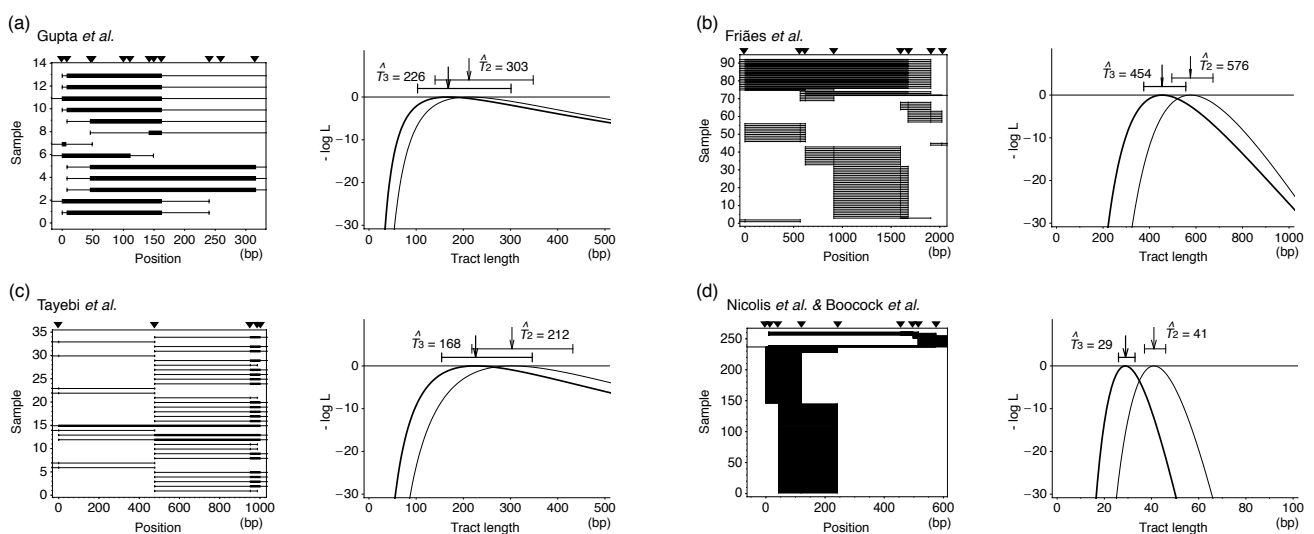 (a)
Gupta et al.
14
12
10
8
6
4
2
0
Sample
0 50 100 150 200 250 300
(bp)
Position
T̂3 = 226
T̂2 = 303
0
−10
−20
−30
- log L
0 100 200 300 400 500
(bp)
Tract length
(b)
Friães et al.
90
80
70
60
50
40
30
20
10
0
Sample
0 500 1000 1500 2000
(bp)
Position
T̂3 = 454
T̂2 = 576
0
−10
−20
−30
- log L
0 200 400 600 800 1000
(bp)
Tract length
(c)
Tayebi et al.
35
30
25
20
15
10
5
0
Sample
0 200 400 600 800 1000
(bp)
Position
T̂3 = 168
T̂2 = 212
0
−10
−20
−30
- log L
0 100 200 300 400 500
(bp)
Tract length
(d)
Nicolis et al. & Boocock et al.
250
200
150
100
50
0
Sample
0 200 400 600
(bp)
Position
T̂3 = 29
T̂2 = 41
0
−10
−20
−30
- log L
0 20 40 60 80 100
(bp)
Tract length